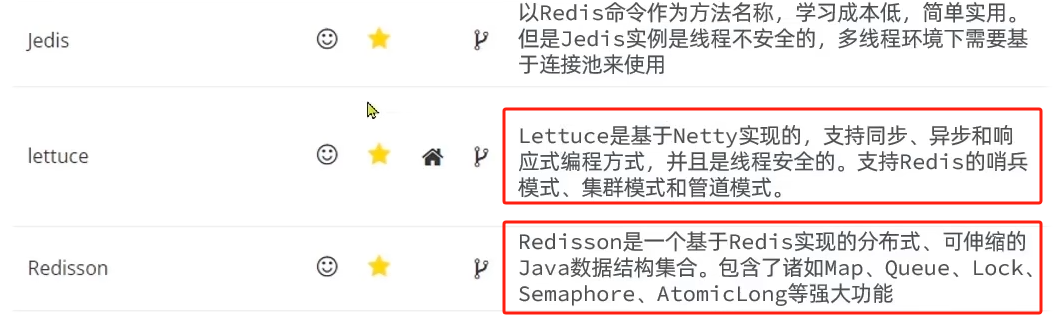 Jedis
以Redis命令作为方法名称，学习成本低，简单实用。
但是Jedis实例是线程不安全的，多线程环境下需要基
于连接池来使用
lettuce
Lettuce是基于Netty实现的，支持同步、异步和响
应式编程方式，并且是线程安全的。支持Redis的哨兵
模式、集群模式和管道模式。
Redisson
Redisson是一个基于Redis实现的分布式、可伸缩的
Java数据结构集合。包含了诸如Map、Queue、Lock、
Semaphore、AtomicLong等强大功能